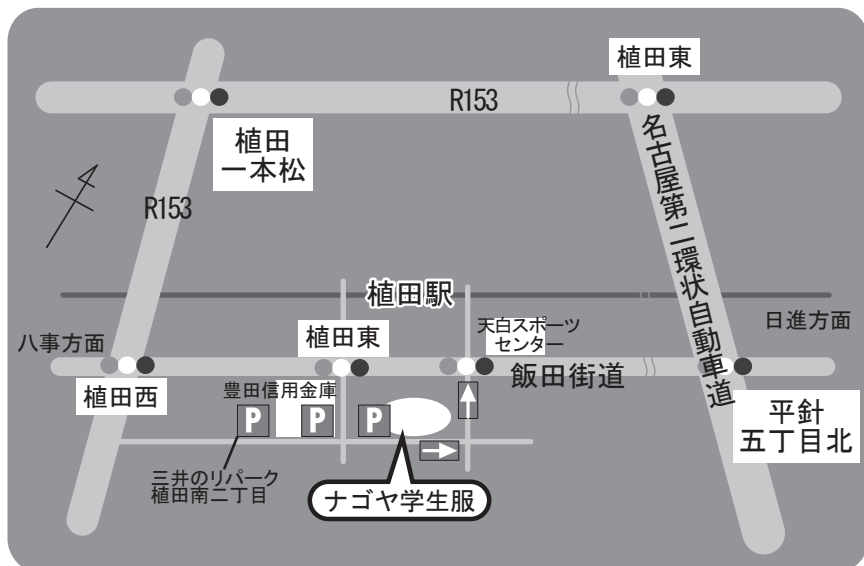 植田東
R153
植田
一本松
R153
名古屋第二環状自動車道
植田駅
八事方面
植田東
天白スポーツ
センター
日進方面
植田西
飯田街道
豊田信用金庫
P
P
P
平針
五丁目北
三井のリパーク
植田南二丁目
ナゴヤ学生服